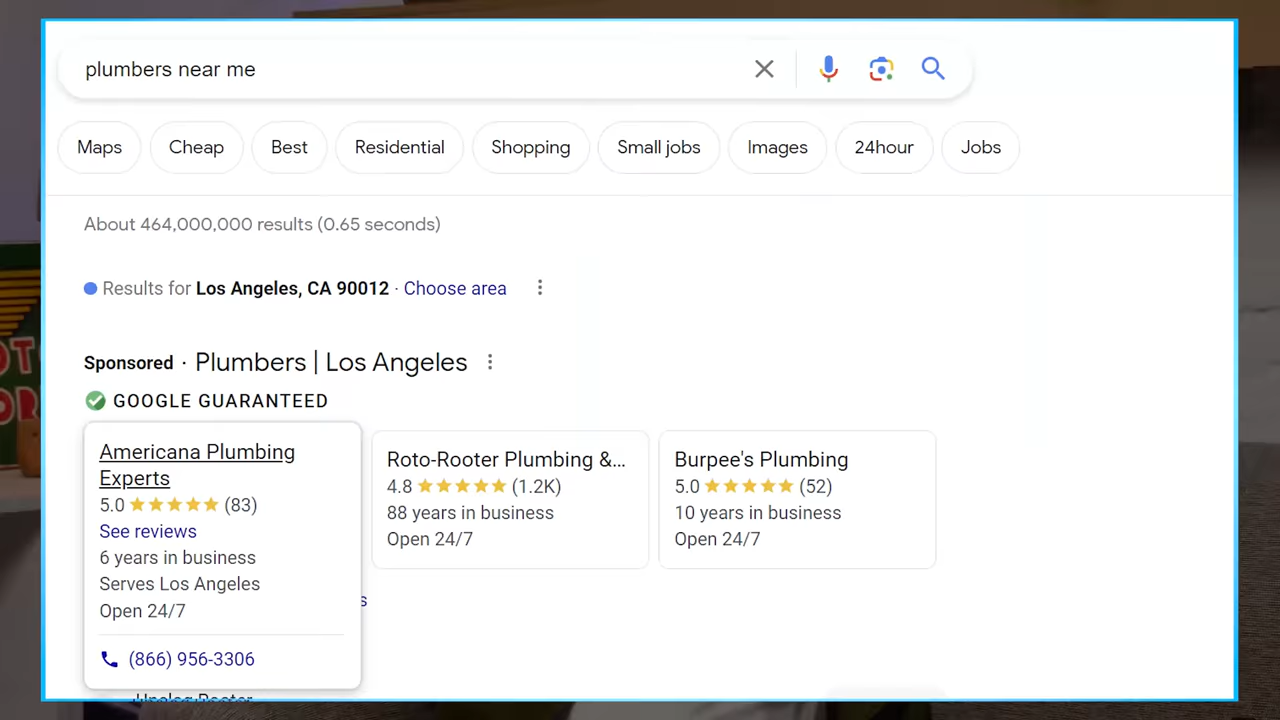 plumbers near me
Maps
Cheap
Best
Residential
Shopping
Small jobs
Images
24hour
Jobs
About 464,000,000 results (0.65 seconds)
Results for Los Angeles, CA 90012 · Choose area
Sponsored · Plumbers | Los Angeles
GOOGLE GUARANTEED
Americana Plumbing
Experts
5.0 (83)
See reviews
6 years in business
Serves Los Angeles
Open 24/7
(866) 956-3306
Roto-Rooter Plumbing &...
4.8 (1.2K)
88 years in business
Open 24/7
Burpee's Plumbing
5.0 (52)
10 years in business
Open 24/7